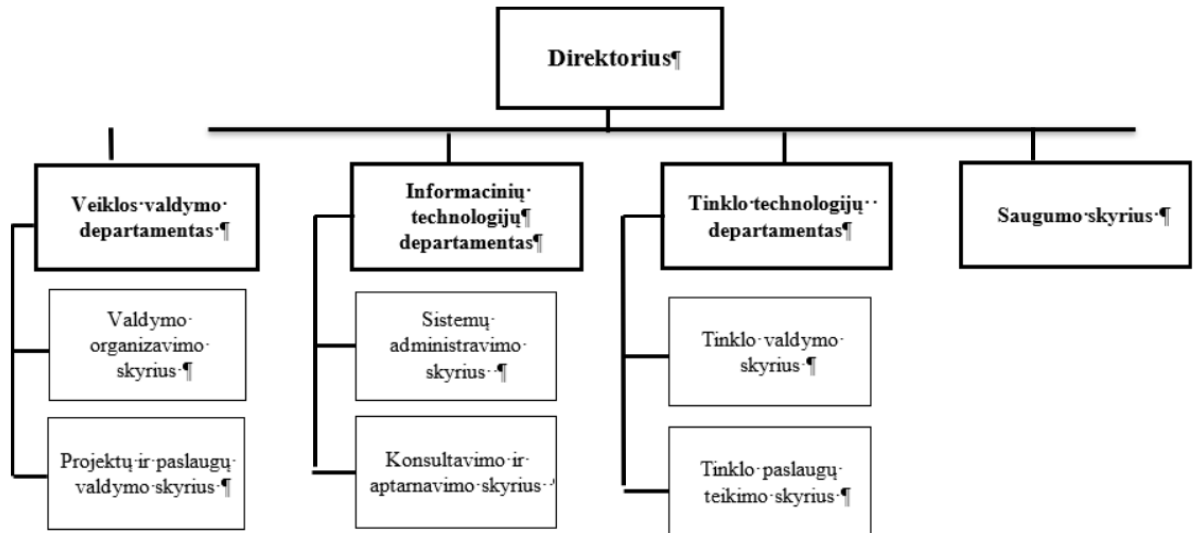 Direktorius¶
Veiklos·valdymo·
departamentas·¶
Informacinių·
technologijų¶
departamentas¶
Tinklo·technologijų··
departamentas¶
Saugumo·skyrius·¶
Valdymo·
organizavimo·
skyrius·¶
Sistemų·
administravimo·
skyrius··¶
Tinklo·valdymo·
skyrius·¶
Projektų·ir·paslaugų·
valdymo·skyrius·¶
Konsultavimo·ir·
aptarnavimo·skyrius··
Tinklo·paslaugų·
teikimo·skyrius·¶